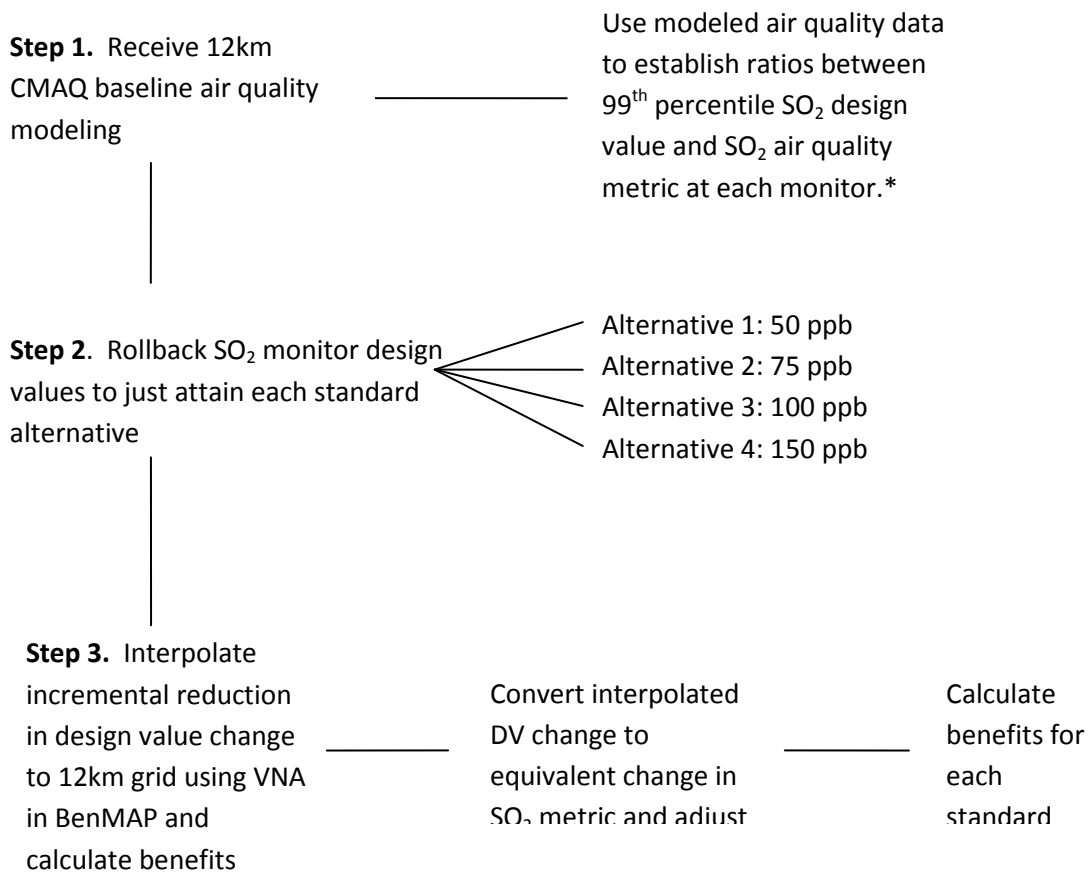 Step 1. Receive 12km
CMAQ baseline air quality
modeling
Use modeled air quality data
to establish ratios between
99th percentile SO2 design
value and SO2 air quality
metric at each monitor.*
Step 2. Rollback SO2 monitor design
values to just attain each standard
alternative
Alternative 1: 50 ppb
Alternative 2: 75 ppb
Alternative 3: 100 ppb
Alternative 4: 150 ppb
Step 3. Interpolate
incremental reduction
in design value change
to 12km grid using VNA
in BenMAP and
calculate benefits
Convert interpolated
DV change to
equivalent change in
SO2 metric and adjust
Calculate
benefits for
each
standard